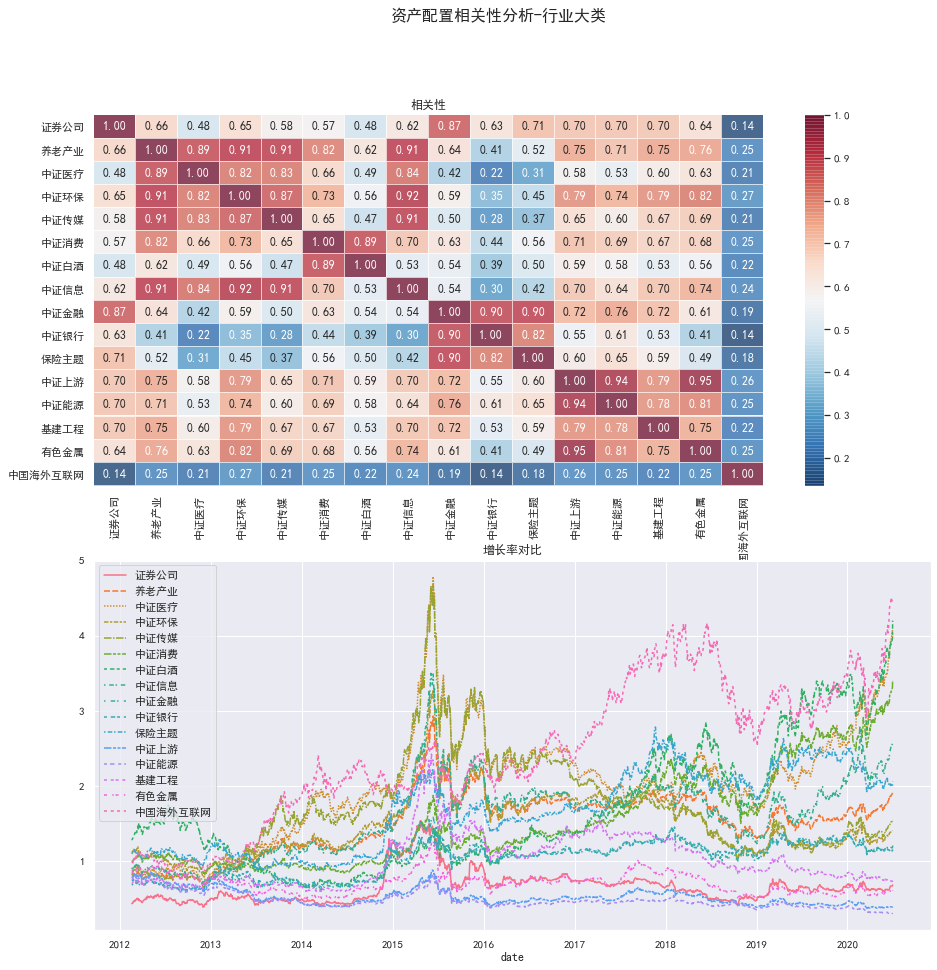 资产配置相关性分析-行业大类
相关性
证券公司 1.00 0.66 0.48 0.65 0.58 0.57 0.48 0.62 0.87 0.63 0.71 0.70 0.70 0.70 0.64 0.14
养老产业 0.66 1.00 0.89 0.91 0.91 0.82 0.62 0.91 0.64 0.41 0.52 0.75 0.71 0.75 0.76 0.25
中证医疗 0.48 0.89 1.00 0.82 0.83 0.66 0.49 0.84 0.42 0.22 0.31 0.58 0.53 0.60 0.63 0.21
中证环保 0.65 0.91 0.82 1.00 0.87 0.73 0.56 0.92 0.59 0.35 0.45 0.79 0.74 0.79 0.82 0.27
中证传媒 0.58 0.91 0.83 0.87 1.00 0.65 0.47 0.91 0.50 0.28 0.37 0.65 0.60 0.67 0.69 0.21
中证消费 0.57 0.82 0.66 0.73 0.65 1.00 0.89 0.70 0.63 0.44 0.56 0.71 0.69 0.67 0.68 0.25
中证白酒 0.48 0.62 0.49 0.56 0.47 0.89 1.00 0.53 0.54 0.39 0.50 0.59 0.58 0.53 0.56 0.22
中证信息 0.62 0.91 0.84 0.92 0.91 0.70 0.53 1.00 0.54 0.30 0.42 0.70 0.64 0.70 0.74 0.24
中证金融 0.87 0.64 0.42 0.59 0.50 0.63 0.54 0.54 1.00 0.90 0.90 0.72 0.76 0.72 0.61 0.19
中证银行 0.63 0.41 0.22 0.35 0.28 0.44 0.39 0.30 0.90 1.00 0.82 0.55 0.61 0.53 0.41 0.14
保险主题 0.71 0.52 0.31 0.45 0.37 0.56 0.50 0.42 0.90 0.82 1.00 0.60 0.65 0.59 0.49 0.18
中证上游 0.70 0.75 0.58 0.79 0.65 0.71 0.59 0.70 0.72 0.55 0.60 1.00 0.94 0.79 0.95 0.26
中证能源 0.70 0.71 0.53 0.74 0.60 0.69 0.58 0.64 0.76 0.61 0.65 0.94 1.00 0.78 0.81 0.25
基建工程 0.70 0.75 0.60 0.79 0.67 0.67 0.53 0.70 0.72 0.53 0.59 0.79 0.78 1.00 0.75 0.22
有色金属 0.64 0.76 0.63 0.82 0.69 0.68 0.56 0.74 0.61 0.41 0.49 0.95 0.81 0.75 1.00 0.25
中国海外互联网 0.14 0.25 0.21 0.27 0.21 0.25 0.22 0.24 0.19 0.14 0.18 0.26 0.25 0.22 0.25 1.00
证券公司 养老产业 中证医疗 中证环保 中证传媒 中证消费 中证白酒 中证信息 中证金融 中证银行 保险主题 中证上游 中证能源 基建工程 有色金属 国海外互联网
1.0
0.9
0.8
0.7
0.6
0.5
0.4
0.3
0.2
增长率对比
5
4
3
2
1
证券公司
养老产业
中证医疗
中证环保
中证传媒
中证消费
中证白酒
中证信息
中证金融
中证银行
保险主题
中证上游
中证能源
基建工程
有色金属
中国海外互联网
2012 2013 2014 2015 2016 2017 2018 2019 2020
date